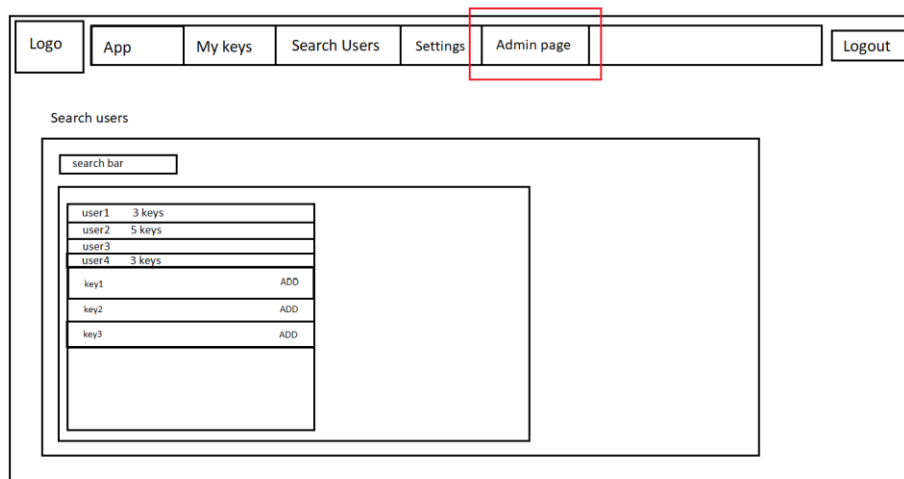 Logo App My keys Search Users Settings Admin page Logout
Search users
search bar
user1 3 keys
user2 5 keys
user3
user4 3 keys
key1 ADD
key2 ADD
key3 ADD